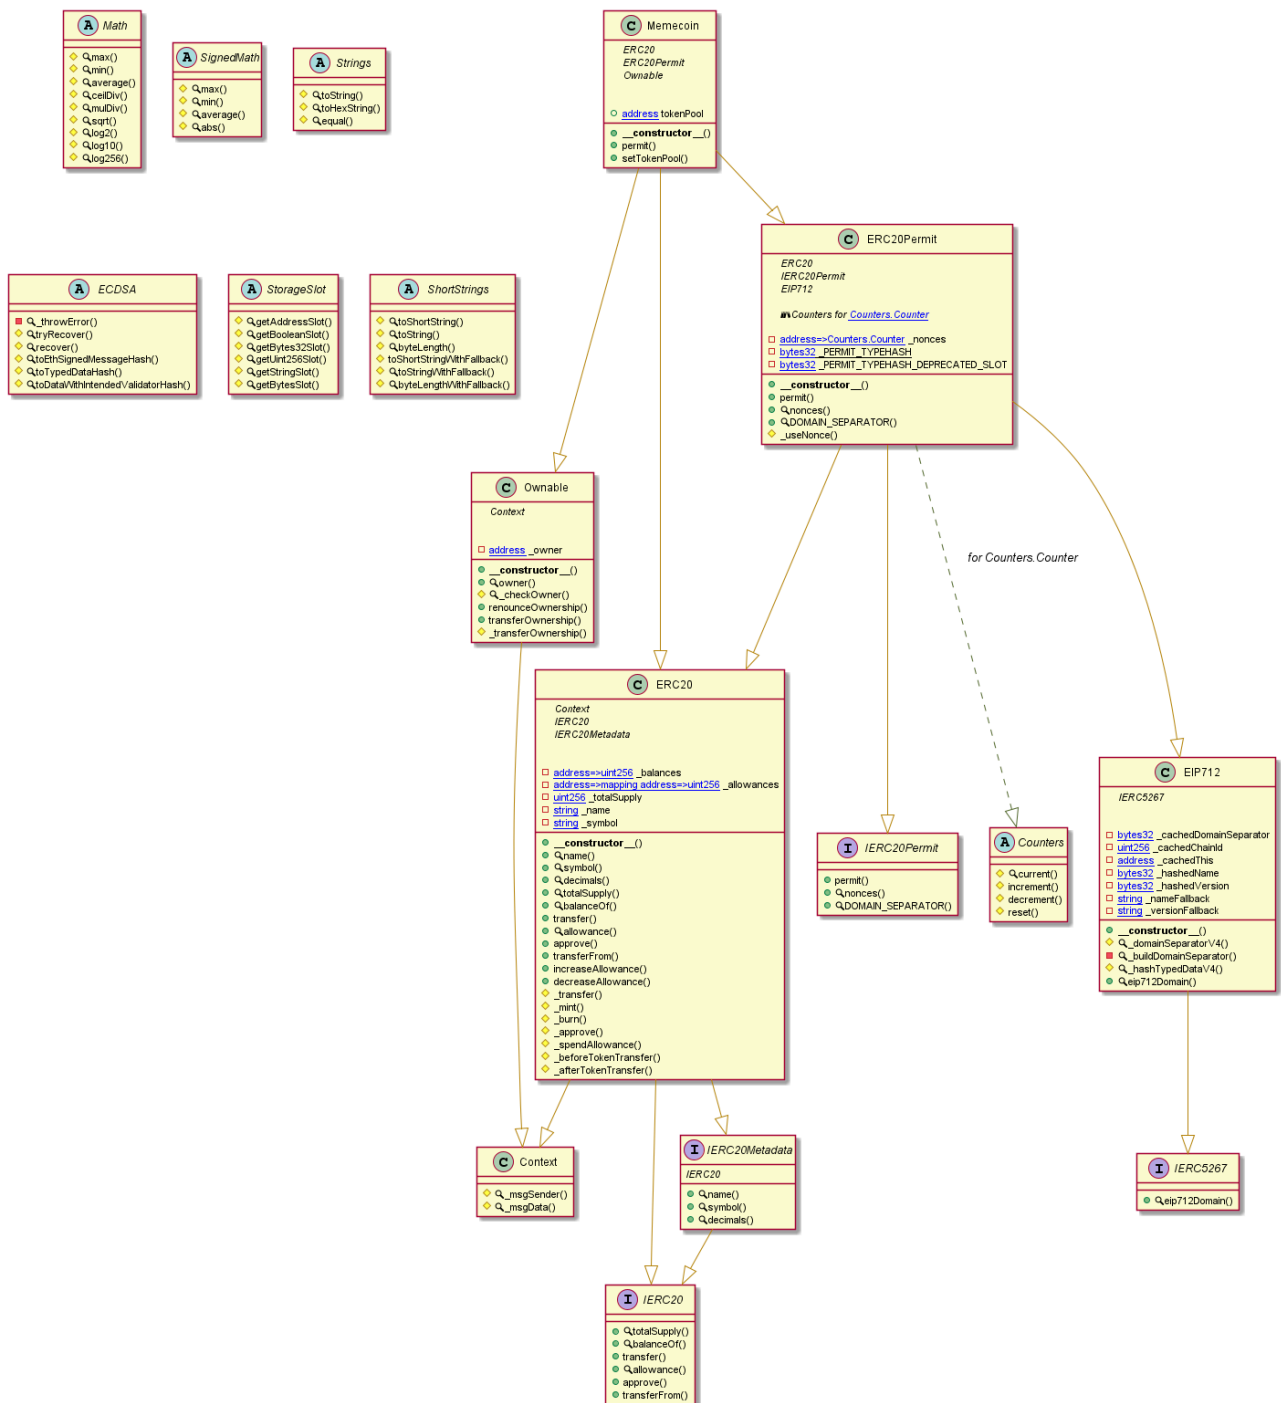 A Math
max()
min()
average()
ceilDiv()
mulDiv()
sqrt()
log2()
log10()
log256()
A SignedMath
max()
min()
average()
abs()
A Strings
toString()
toHexString()
equal()
C Memecoin
ERC20
ERC20Permit
Ownable
address tokenPool
__constructor__()
permit()
setTokenPool()
A ECDSA
_throwError()
tryRecover()
recover()
toEthSignedMessageHash()
toTypedDataHash()
toDataWithIntendedValidatorHash()
A StorageSlot
getAddressSlot()
getBooleanSlot()
getBytes32Slot()
getUint256Slot()
getStringSlot()
getBytesSlot()
A ShortStrings
toShortString()
toString()
byteLength()
toShortStringWithFallback()
toStringWithFallback()
byteLengthWithFallback()
C ERC20Permit
ERC20
IERC20Permit
EIP712
Counters for Counters.Counter
address=>Counters.Counter _nonces
bytes32 _PERMIT_TYPEHASH
bytes32 _PERMIT_TYPEHASH_DEPRECATED_SLOT
__constructor__()
permit()
nonces()
DOMAIN_SEPARATOR()
_useNonce()
C Ownable
Context
address _owner
__constructor__()
owner()
_checkOwner()
renounceOwnership()
transferOwnership()
_transferOwnership()
for Counters.Counter
C ERC20
Context
IERC20
IERC20Metadata
address=>uint256 _balances
address=>mapping address=>uint256 _allowances
uint256 _totalSupply
string _name
string _symbol
__constructor__()
name()
symbol()
decimals()
totalSupply()
balanceOf()
transfer()
allowance()
approve()
transferFrom()
increaseAllowance()
decreaseAllowance()
_transfer()
_mint()
_burn()
_approve()
_spendAllowance()
_beforeTokenTransfer()
_afterTokenTransfer()
I IERC20Permit
permit()
nonces()
DOMAIN_SEPARATOR()
A Counters
current()
increment()
decrement()
reset()
C EIP712
IERC5267
bytes32 _cachedDomainSeparator
uint256 _cachedChainId
address _cachedThis
bytes32 _hashedName
bytes32 _hashedVersion
string _nameFallback
string _versionFallback
__constructor__()
_domainSeparatorV4()
_buildDomainSeparator()
_hashTypedDataV4()
eip712Domain()
C Context
_msgSender()
_msgData()
I IERC20Metadata
IERC20
name()
symbol()
decimals()
I IERC5267
eip712Domain()
I IERC20
totalSupply()
balanceOf()
transfer()
allowance()
approve()
transferFrom()